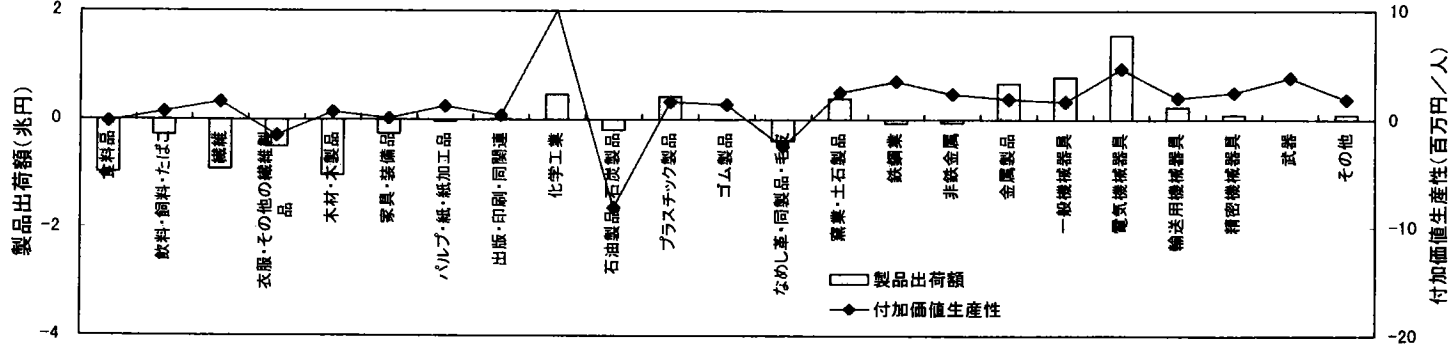 製品出荷額(兆円)
2
0
-2
-4
食料品
飲料・飼料・たばこ
繊維
衣服・その他の繊維製
品
木材・木製品
家具・装備品
パルプ・紙・紙加工品
出版・印刷・同関連
化学工業
石油製品・石炭製品
プラスチック製品
ゴム製品
なめし革・同製品・毛皮
窯業・土石製品
鉄鋼業
非鉄金属
金属製品
一般機械器具
電気機械器具
輸送用機械器具
精密機械器具
武器
その他
製品出荷額
付加価値生産性
10
0
-10
-20
付加価値生産性(百万円/人)